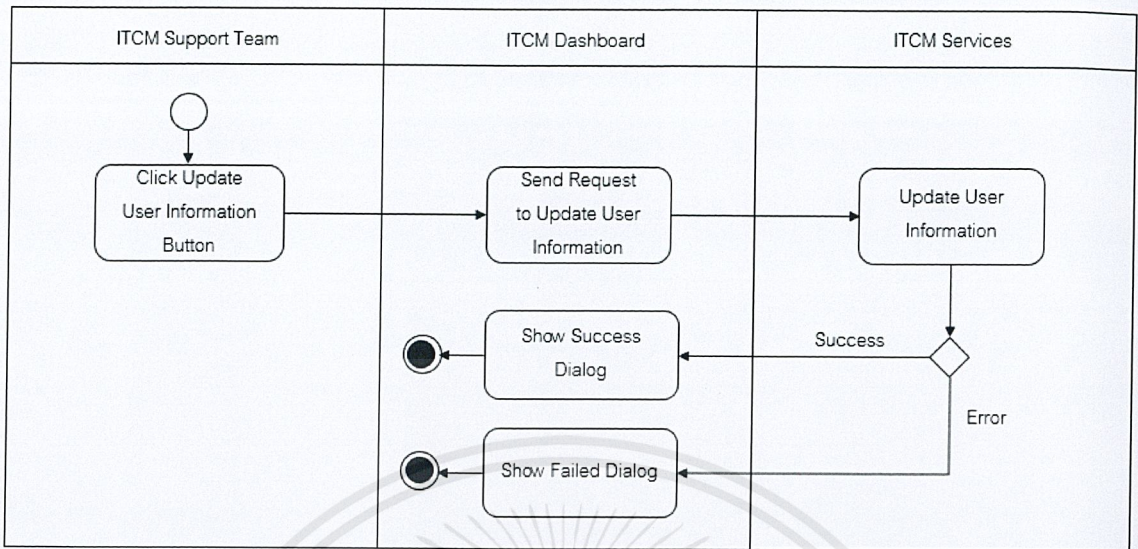 ITCM Support Team
ITCM Dashboard
ITCM Services
Click Update
User Information
Button
Send Request
to Update User
Information
Update User
Information
Show Success
Dialog
Success
Error
Show Failed Dialog